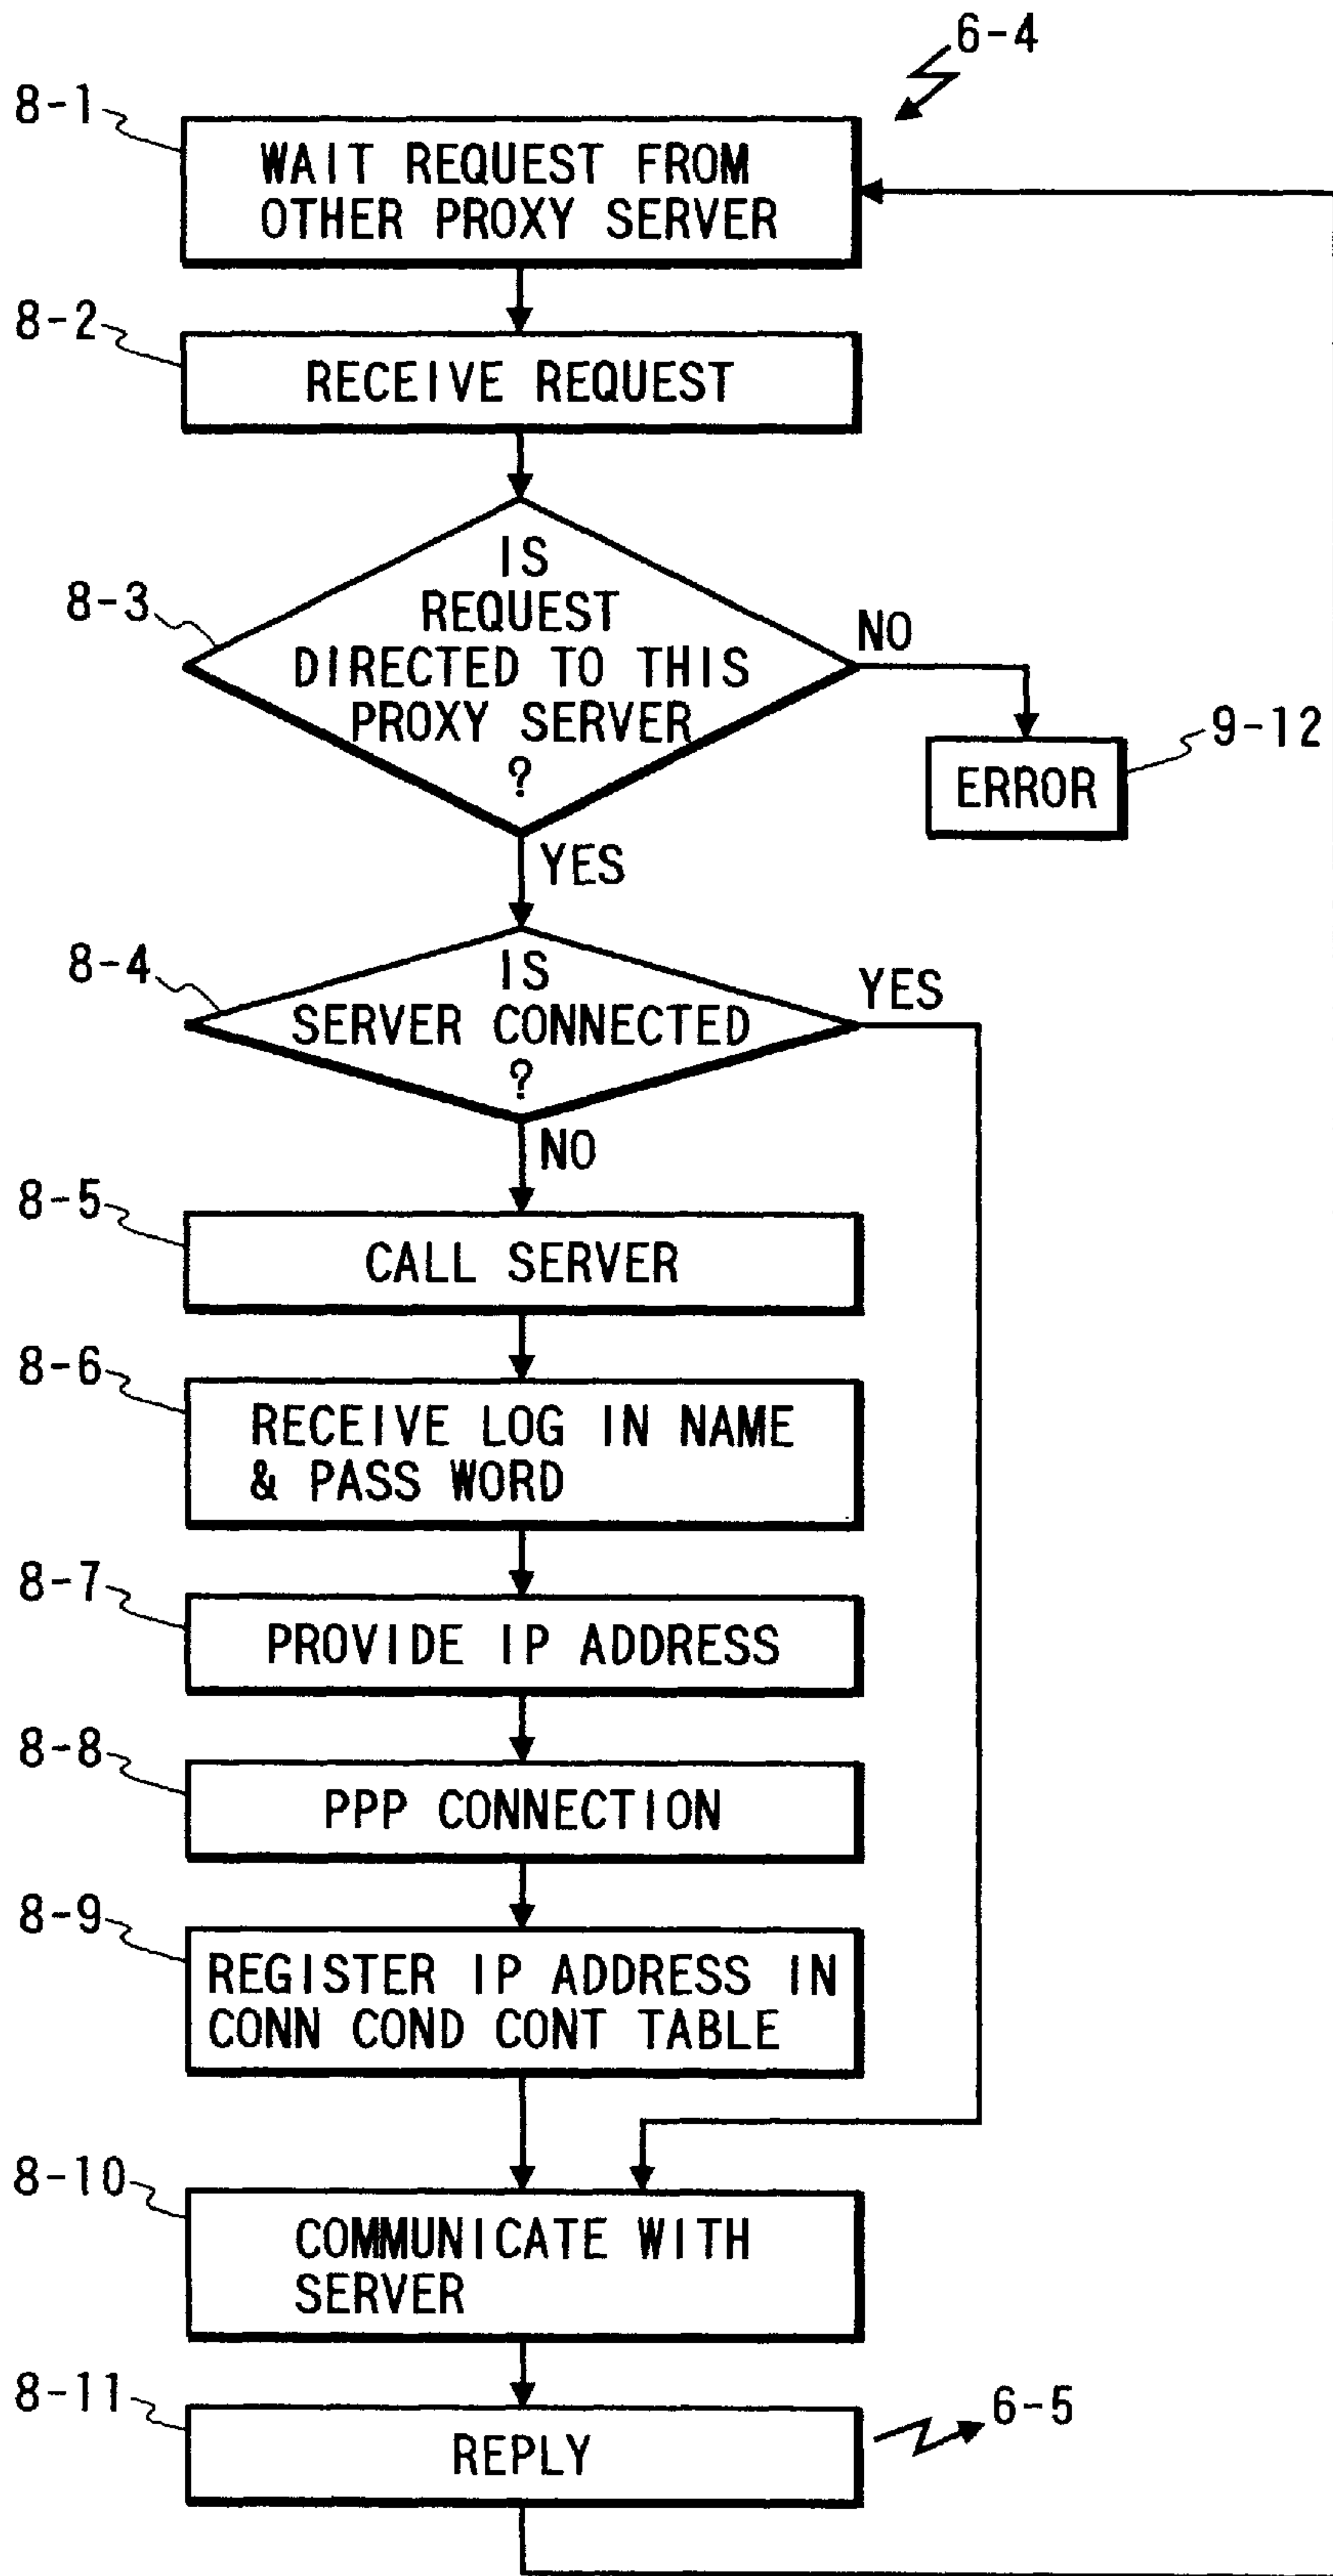 6-4
8-1
WAIT REQUEST FROM
OTHER PROXY SERVER
8-2
RECEIVE REQUEST
8-3
IS
REQUEST
DIRECTED TO THIS
PROXY SERVER
?
NO
9-12
ERROR
YES
8-4
IS
SERVER CONNECTED
?
YES
NO
8-5
CALL SERVER
8-6
RECEIVE LOG IN NAME
& PASS WORD
8-7
PROVIDE IP ADDRESS
8-8
PPP CONNECTION
8-9
REGISTER IP ADDRESS IN
CONN COND CONT TABLE
8-10
COMMUNICATE WITH
SERVER
8-11
REPLY
6-5